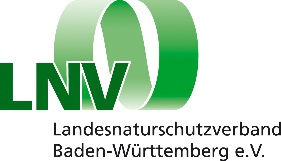 LNV
Landesnaturschutzverband
Baden-Württemberg e.V.